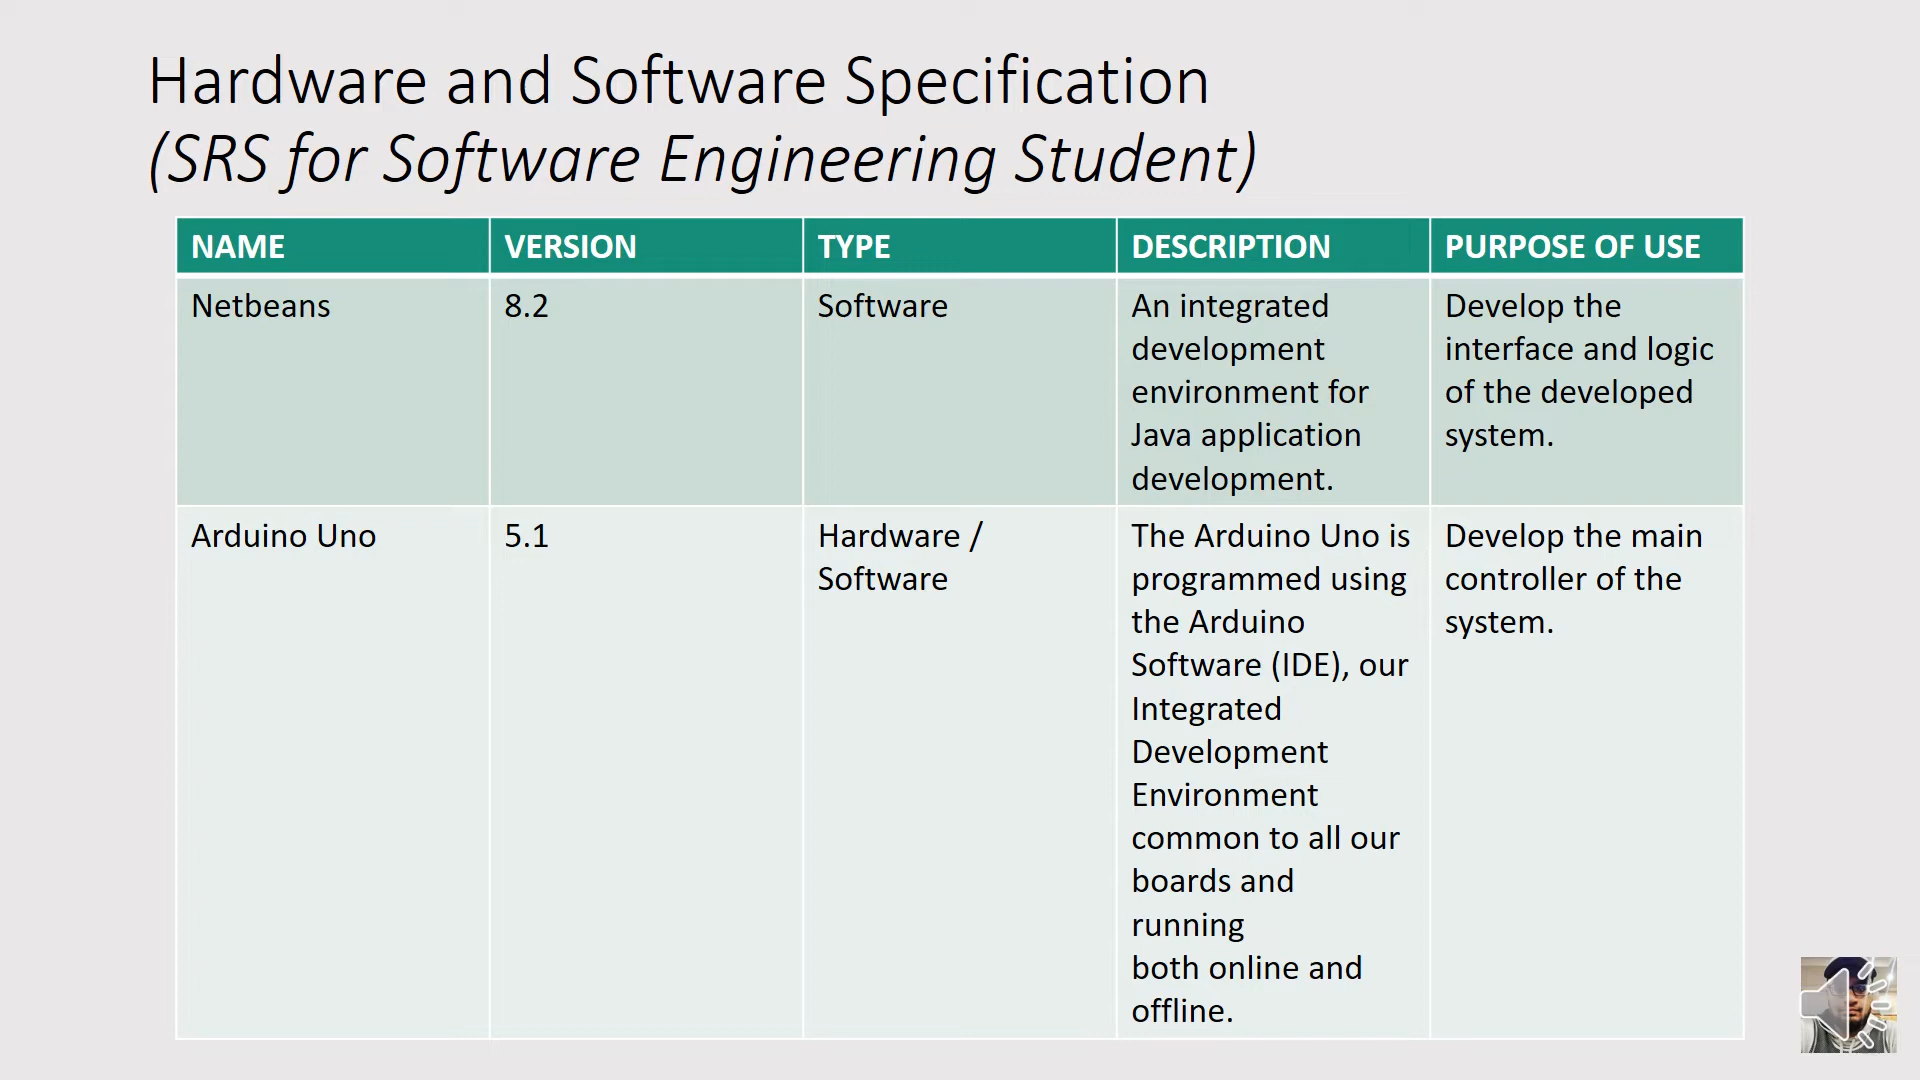 Hardware and Software Specification
(SRS for Software Engineering Student)
NAME
VERSION
TYPE
DESCRIPTION
PURPOSE OF USE
Netbeans
8.2
Software
An integrated
development
environment for
Java application
development.
Develop the
interface and logic
of the developed
system.
Arduino Uno
5.1
Hardware /
Software
The Arduino Uno is
programmed using
the Arduino
Software (IDE), our
Integrated
Development
Environment
common to all our
boards and
running
both online and
offline.
Develop the main
controller of the
system.